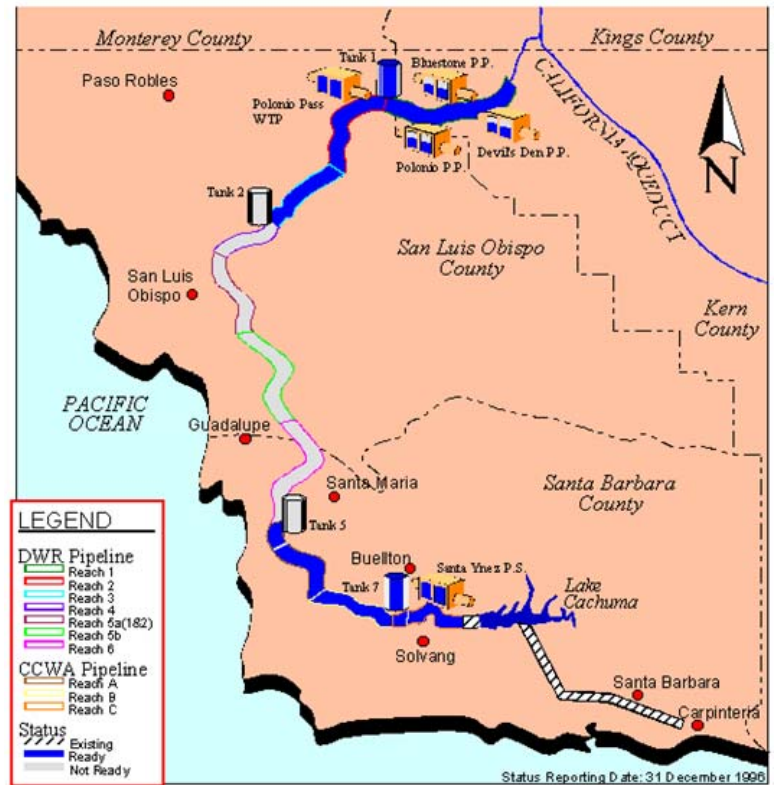 Monterey County
Kings County
Tank 1
Bluestone P.P.
Paso Robles
Polonio Pass
WTP
CALIFORNIA AQUEDUCT
Devil's Den P.P.
Polonio P.P.
N
Tank 2
San Luis Obispo
County
San Luis
Obispo
Kern
County
PACIFIC
OCEAN
Guadalupe
Santa Maria
Santa Barbara
County
Tank 5
Buellton
Santa Ynez P.S.
Tank 7
Lake
Cachuma
Solvang
Santa Barbara
Carpinteria
LEGEND
DWR Pipeline
Reach 1
Reach 2
Reach 3
Reach 4
Reach 5a(1&2)
Reach 5b
Reach 6
CCWA Pipeline
Reach A
Reach B
Reach C
Status
Existing
Ready
Not Ready
Status Reporting Date: 31 December 1996